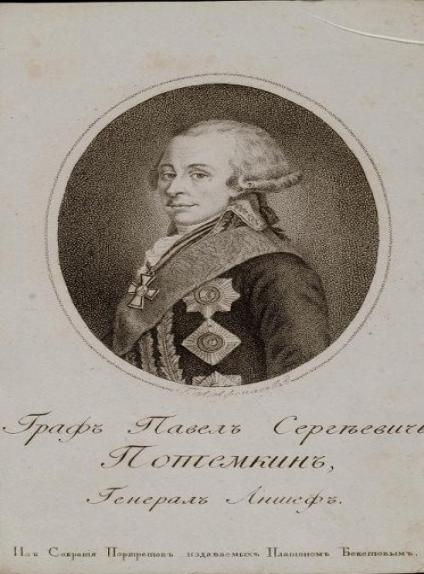 Графъ Павелъ Сергѣевичь
Потемкинъ,
Генералъ Аншефъ.
Изъ Собранія Портретовъ издаваемыхъ Платономъ Бекетовымъ.